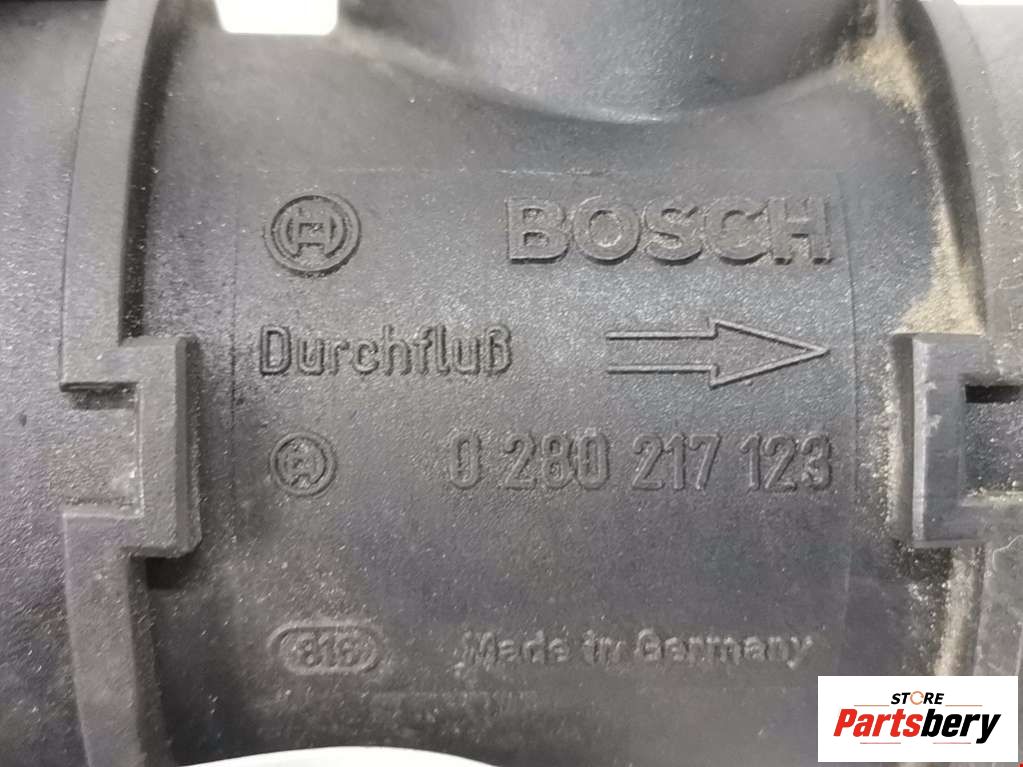 BOSCH
Durchfluß
0 280 217 123
816
Made in Germany
STORE
Partsbery